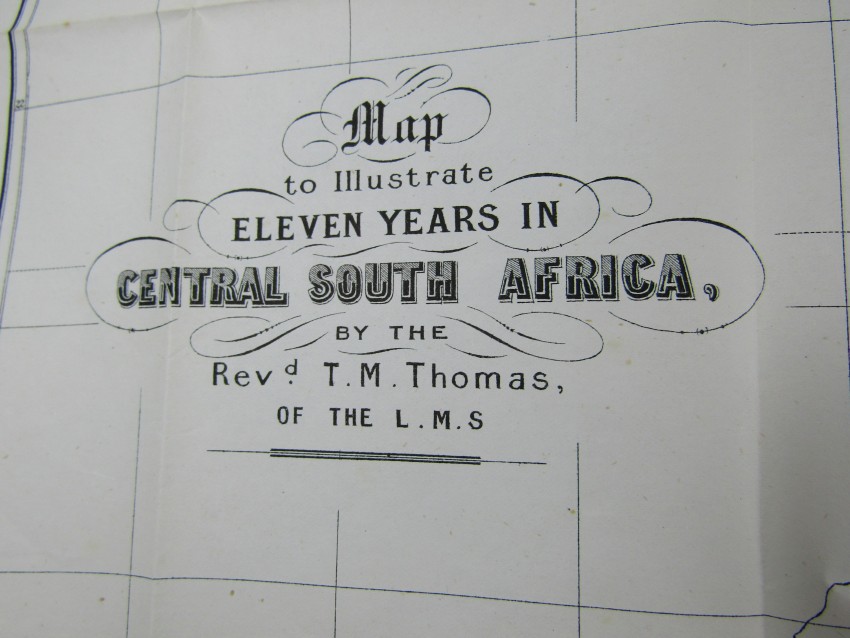 Map
to Illustrate
ELEVEN YEARS IN
CENTRAL SOUTH AFRICA,
BY THE
Revd. T. M. Thomas,
OF THE L.M.S